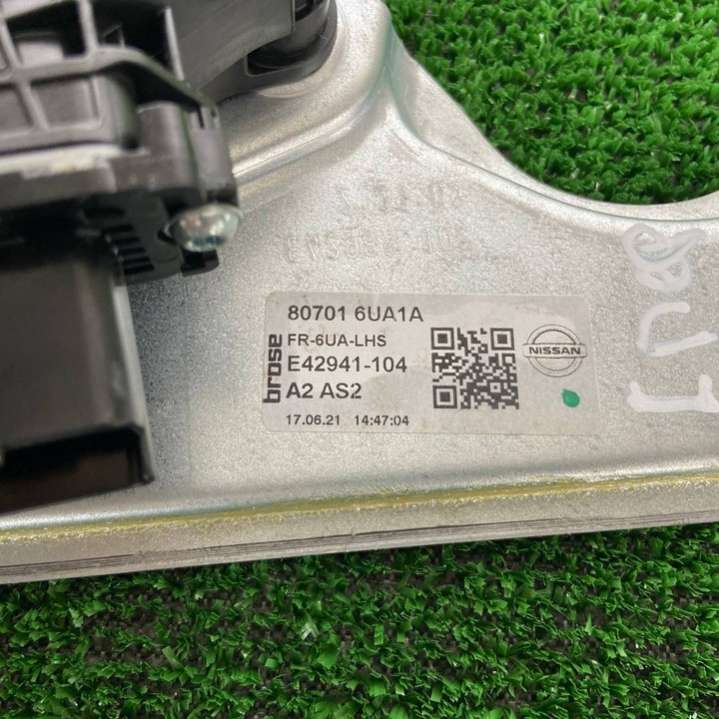 80701 6UA1A
brose
FR-6UA-LHS
E42941-104
A2 AS2
17.06.21 14:47:04
NISSAN